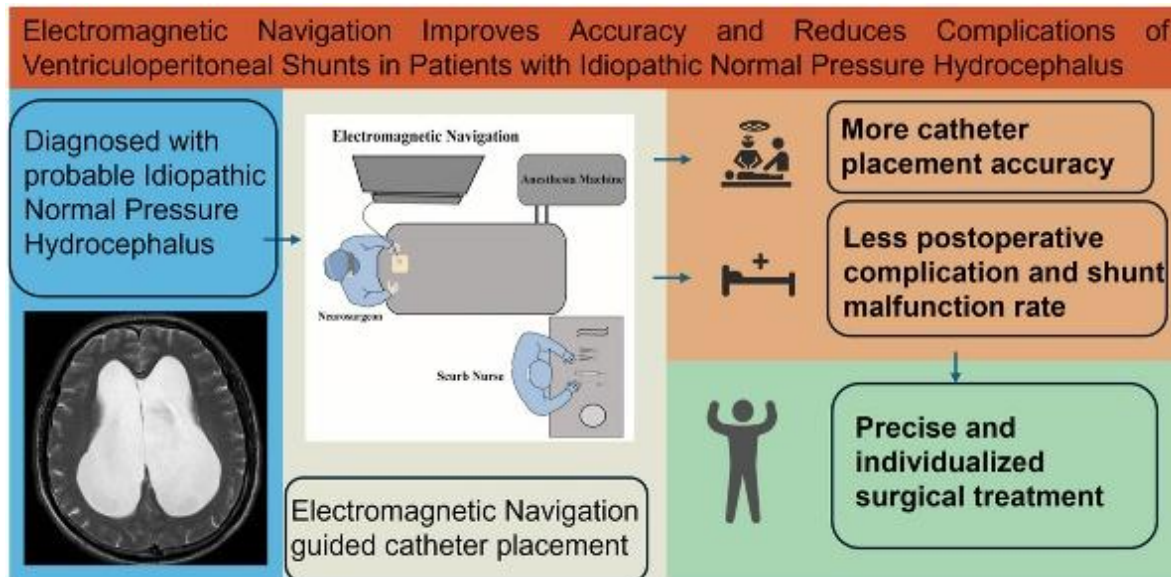 Electromagnetic Navigation Improves Accuracy and Reduces Complications of
Ventriculoperitoneal Shunts in Patients with Idiopathic Normal Pressure Hydrocephalus
Diagnosed with
probable Idiopathic
Normal Pressure
Hydrocephalus
Electromagnetic Navigation
Anesthesia Machine
Neurosurgeon
Scurb Nurse
Electromagnetic Navigation
guided catheter placement
More catheter
placement accuracy
Less postoperative
complication and shunt
malfunction rate
Precise and
individualized
surgical treatment